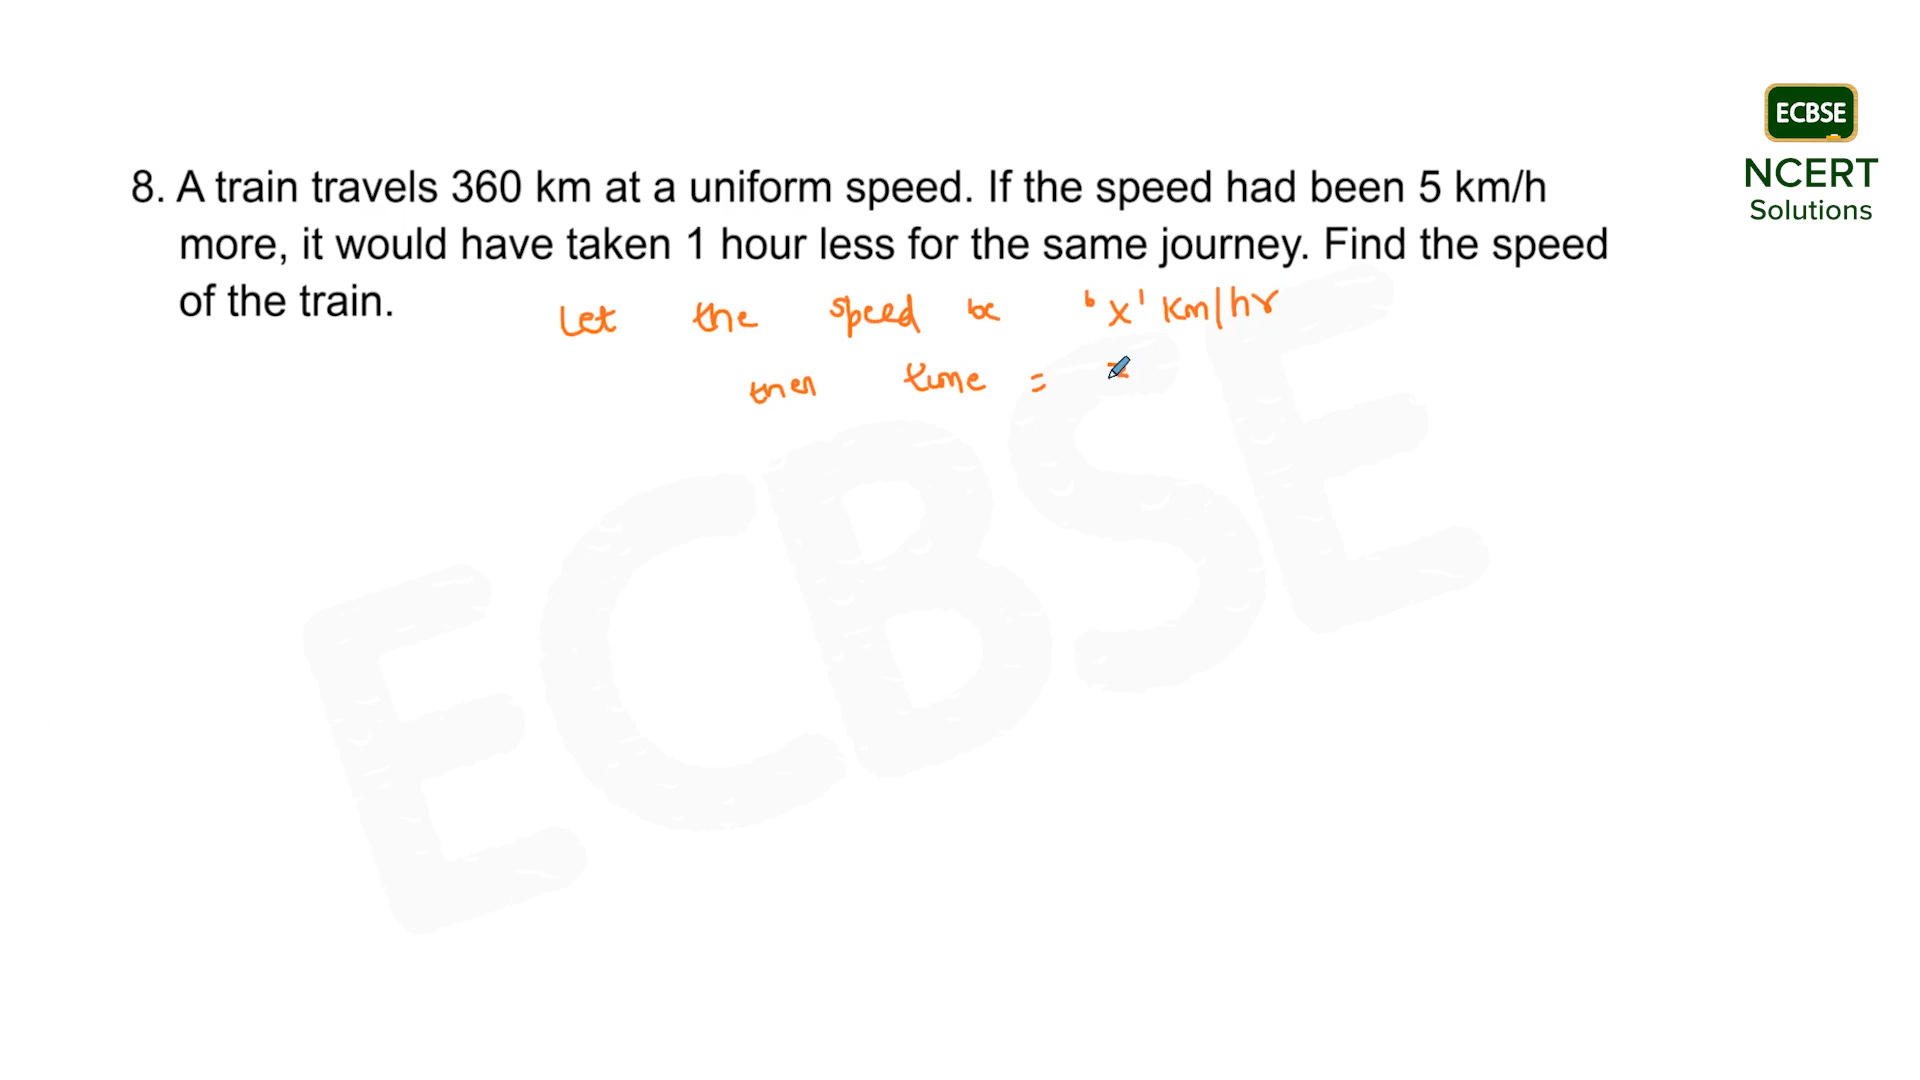 ECBSE
NCERT
Solutions
8. A train travels 360 km at a uniform speed. If the speed had been 5 km/h
more, it would have taken 1 hour less for the same journey. Find the speed
of the train.
Let the speed be 'x' Km/hr
then time =
ECBSE